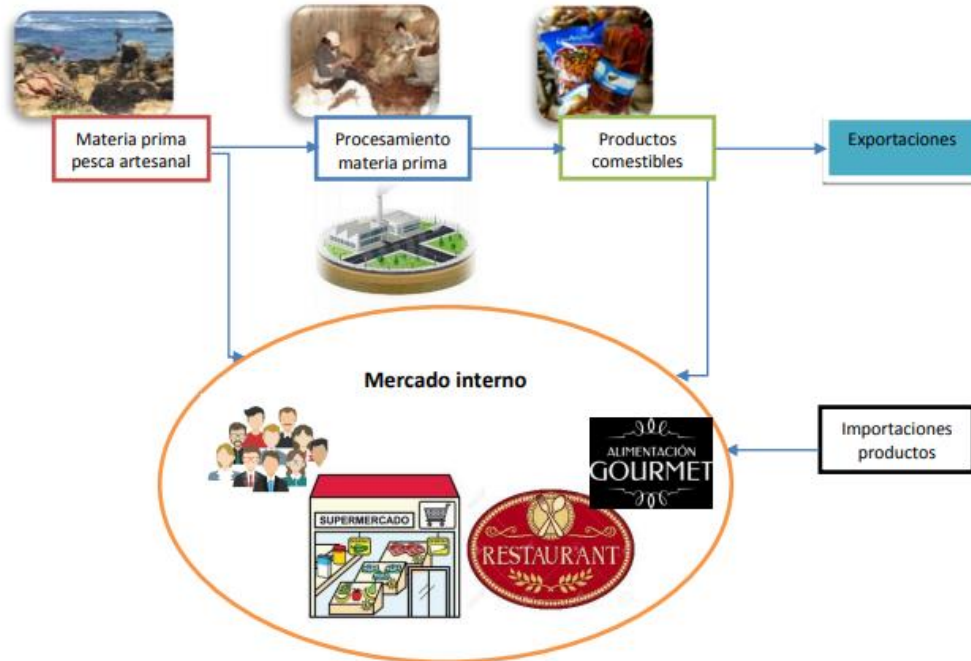 Materia prima
pesca artesanal
Procesamiento
materia prima
Productos
comestibles
Exportaciones
Mercado interno
ALIMENTACIÓN
GOURMET
SUPERMERCADO
RESTAURANT
Importaciones
productos